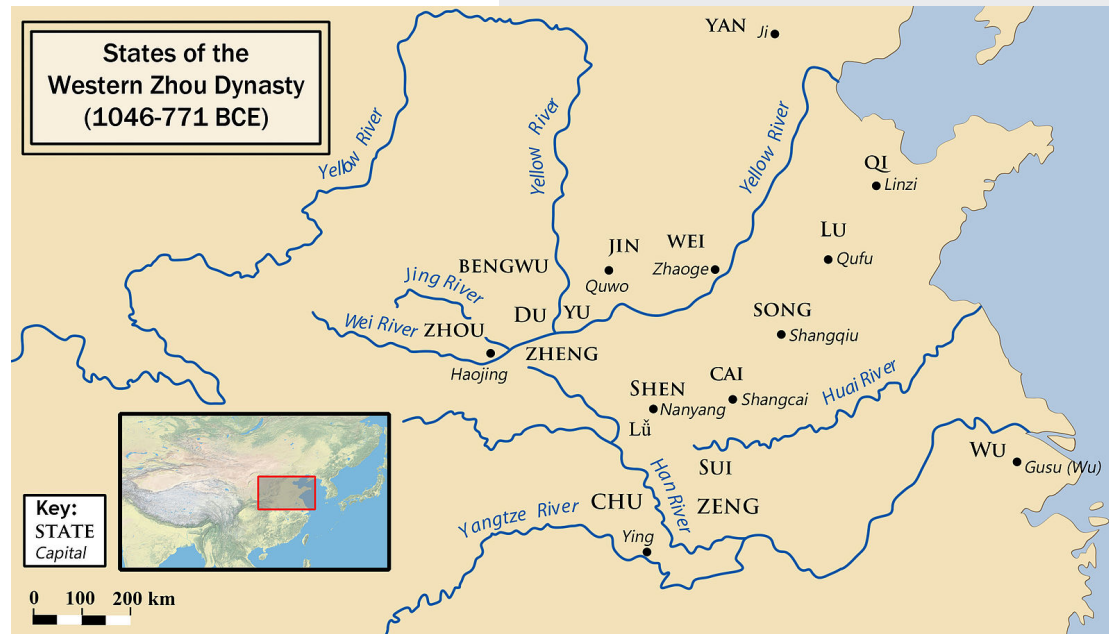 States of the
Western Zhou Dynasty
(1046-771 BCE)
YAN
Ji
Yellow River
Yellow River
Yellow River
QI
Linzi
LU
Qufu
JIN
Quwo
WEI
Zhaoge
BENGWU
Jing River
DU
YU
SONG
Shangqiu
Wei River
ZHOU
Haojing
ZHENG
SHEN
Nanyang
CAI
Shangcai
Huai River
Lǚ
WU
Gusu (Wu)
SUI
Han River
CHU
ZENG
Yangtze River
Ying
Key:
STATE
Capital
0 100 200 km